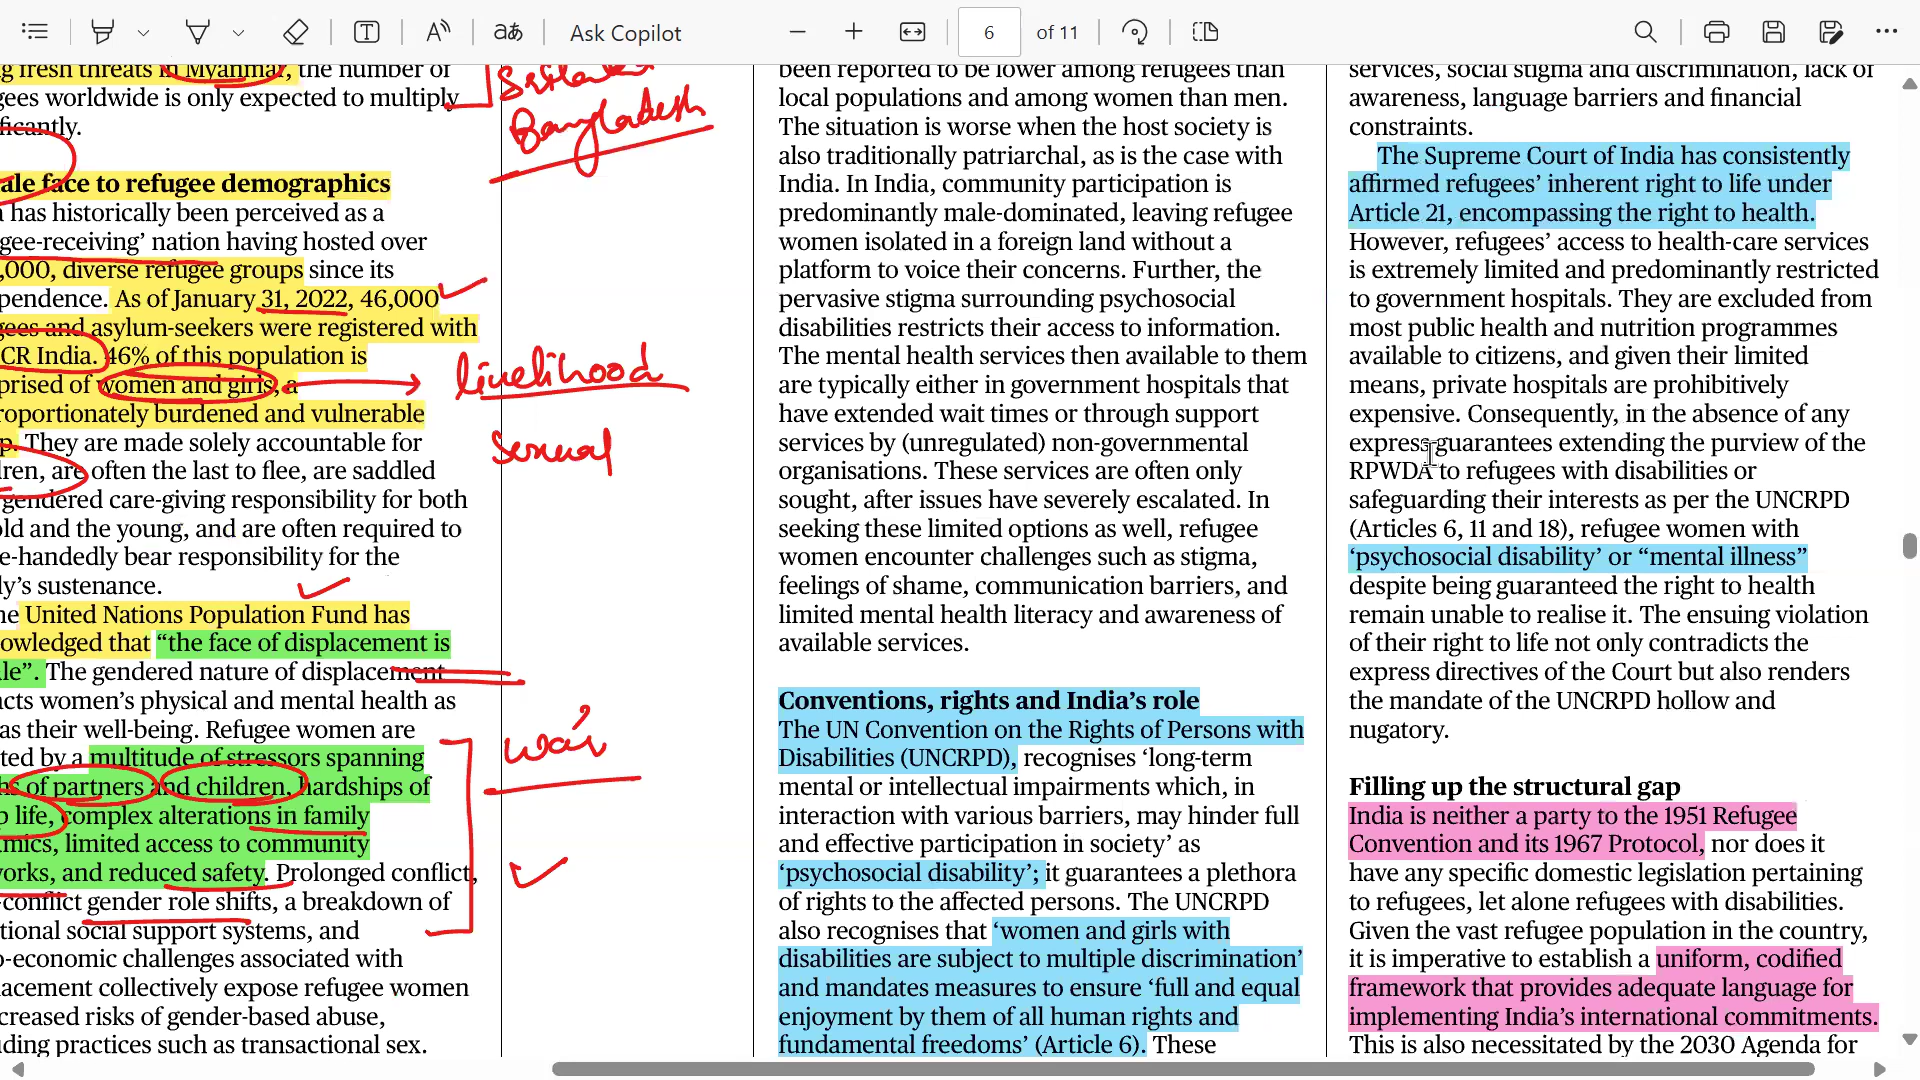 Ask Copilot
6
of 11
g fresh threats in Myanmar, the number of
gees worldwide is only expected to multiply
ficantly.
Bangladesh
ale face to refugee demographics
has historically been perceived as a
gee-receiving’ nation having hosted over
,000, diverse refugee groups since its
pendence. As of January 31, 2022, 46,000
gees and asylum-seekers were registered with
CR India. 46% of this population is
prised of women and girls, a
roportionately burdened and vulnerable
p. They are made solely accountable for
ren, are often the last to flee, are saddled
gendered care-giving responsibility for both
old and the young, and are often required to
e-handedly bear responsibility for the
ly’s sustenance.
ne United Nations Population Fund has
owledged that “the face of displacement is
le”. The gendered nature of displacement
acts women’s physical and mental health as
as their well-being. Refugee women are
ted by a multitude of stressors spanning
hs of partners and children, hardships of
p life, complex alterations in family
mics, limited access to community
orks, and reduced safety. Prolonged conflict,
-conflict gender role shifts, a breakdown of
tional social support systems, and
o-economic challenges associated with
lacement collectively expose refugee women
creased risks of gender-based abuse,
ding practices such as transactional sex.
livelihood
sexual
war
been reported to be lower among refugees than
local populations and among women than men.
The situation is worse when the host society is
also traditionally patriarchal, as is the case with
India. In India, community participation is
predominantly male-dominated, leaving refugee
women isolated in a foreign land without a
platform to voice their concerns. Further, the
pervasive stigma surrounding psychosocial
disabilities restricts their access to information.
The mental health services then available to them
are typically either in government hospitals that
have extended wait times or through support
services by (unregulated) non-governmental
organisations. These services are often only
sought, after issues have severely escalated. In
seeking these limited options as well, refugee
women encounter challenges such as stigma,
feelings of shame, communication barriers, and
limited mental health literacy and awareness of
available services.
Conventions, rights and India’s role
The UN Convention on the Rights of Persons with
Disabilities (UNCRPD), recognises ‘long-term
mental or intellectual impairments which, in
interaction with various barriers, may hinder full
and effective participation in society’ as
‘psychosocial disability’; it guarantees a plethora
of rights to the affected persons. The UNCRPD
also recognises that ‘women and girls with
disabilities are subject to multiple discrimination’
and mandates measures to ensure ‘full and equal
enjoyment by them of all human rights and
fundamental freedoms’ (Article 6). These
services, social stigma and discrimination, lack of
awareness, language barriers and financial
constraints.
The Supreme Court of India has consistently
affirmed refugees’ inherent right to life under
Article 21, encompassing the right to health.
However, refugees’ access to health-care services
is extremely limited and predominantly restricted
to government hospitals. They are excluded from
most public health and nutrition programmes
available to citizens, and given their limited
means, private hospitals are prohibitively
expensive. Consequently, in the absence of any
express guarantees extending the purview of the
RPWDA to refugees with disabilities or
safeguarding their interests as per the UNCRPD
(Articles 6, 11 and 18), refugee women with
‘psychosocial disability’ or “mental illness”
despite being guaranteed the right to health
remain unable to realise it. The ensuing violation
of their right to life not only contradicts the
express directives of the Court but also renders
the mandate of the UNCRPD hollow and
nugatory.
Filling up the structural gap
India is neither a party to the 1951 Refugee
Convention and its 1967 Protocol, nor does it
have any specific domestic legislation pertaining
to refugees, let alone refugees with disabilities.
Given the vast refugee population in the country,
it is imperative to establish a uniform, codified
framework that provides adequate language for
implementing India’s international commitments.
This is also necessitated by the 2030 Agenda for